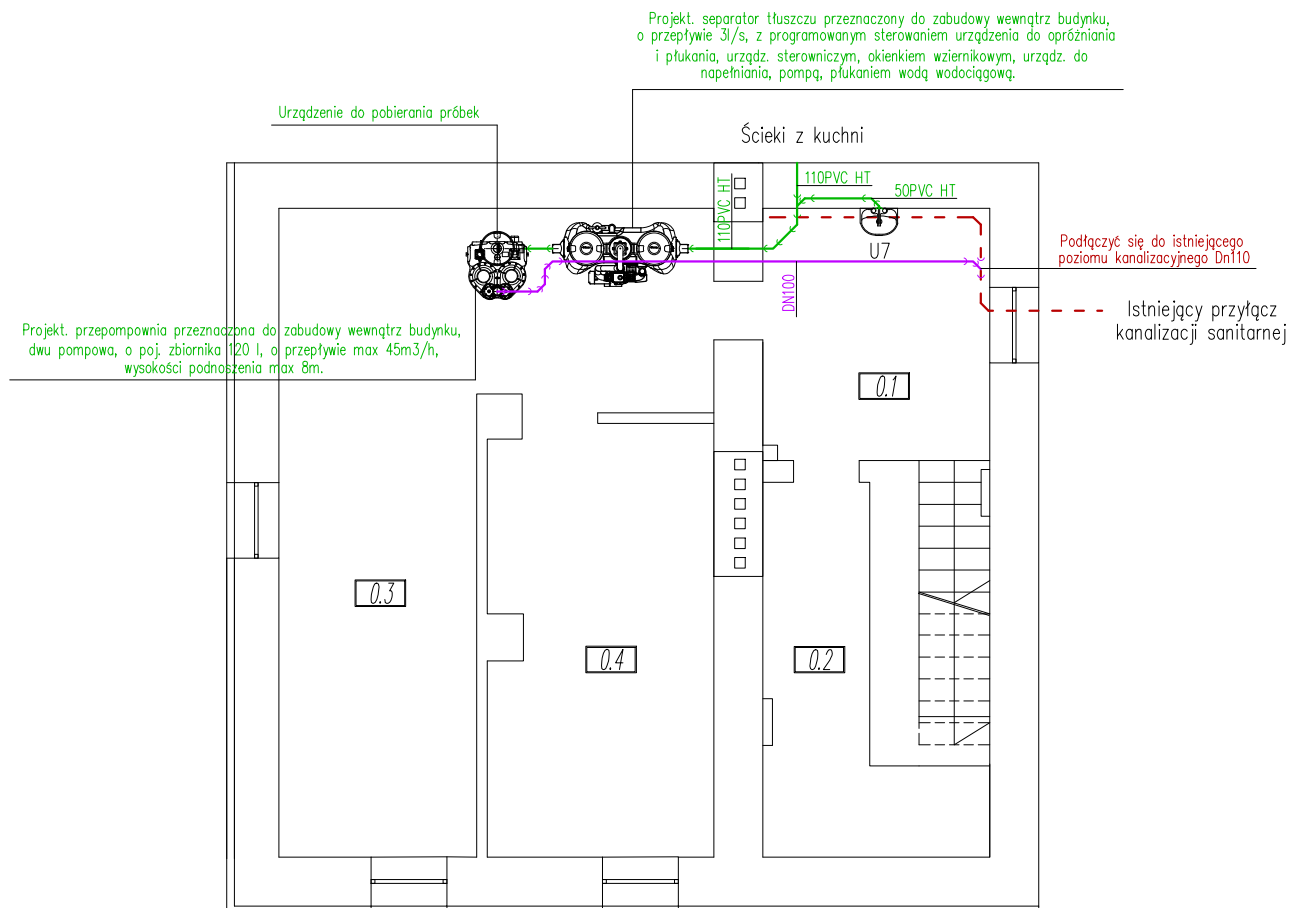 Projekt. separator tłuszczu przeznaczony do zabudowy wewnątrz budynku,
o przepływie 3l/s, z programowanym sterowaniem urządzenia do opróżniania
i płukania, urządz. sterowniczym, okienkiem wziernikowym, urządz. do
napełniania, pompą, płukaniem wodą wodociągową.
Urządzenie do pobierania próbek
Ścieki z kuchni
110PVC HT
110PVC HT
50PVC HT
U7
DN100
Podłączyć się do istniejącego
poziomu kanalizacyjnego Dn110
Istniejący przyłącz
kanalizacji sanitarnej
Projekt. przepompownia przeznaczona do zabudowy wewnątrz budynku,
dwu pompowa, o poj. zbiornika 120 l, o przepływie max 45m3/h,
wysokości podnoszenia max 8m.
0.1
0.3
0.4
0.2